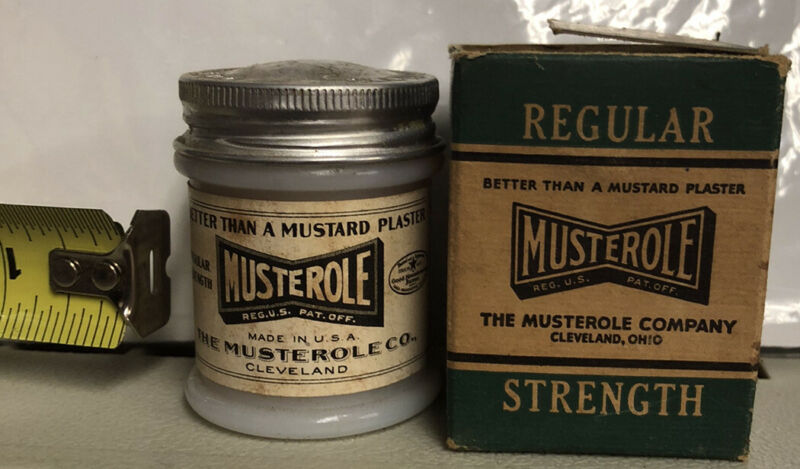 1
BETTER THAN A MUSTARD PLASTER
MUSTEROLE
REG. U.S. PAT. OFF.
MADE IN U.S.A.
THE MUSTEROLE CO.,
CLEVELAND
REGULAR
BETTER THAN A MUSTARD PLASTER
MUSTEROLE
REG. U.S. PAT. OFF.
THE MUSTEROLE COMPANY
CLEVELAND, OHIO
STRENGTH